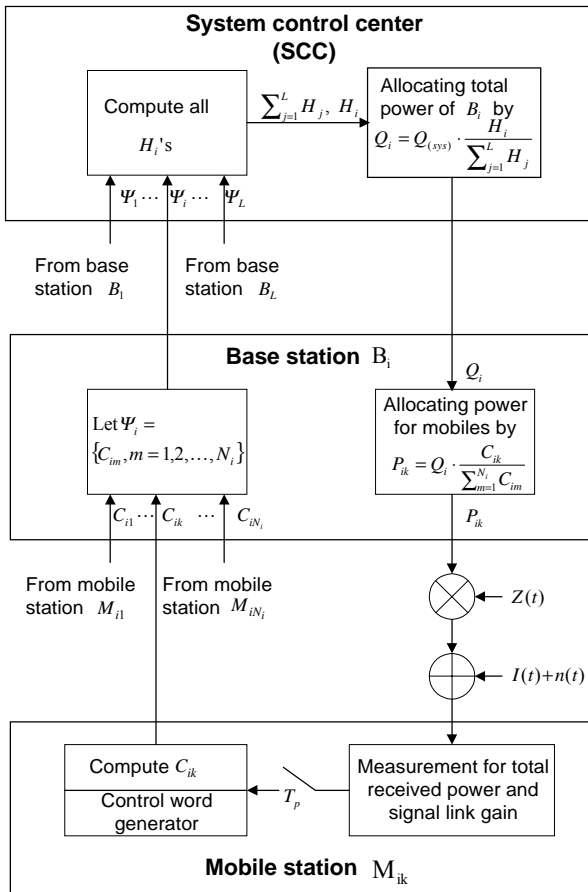 System control center
(SCC)
Compute all
H_i's
∑_{j=1}^{L} H_j, H_i
Allocating total
power of B_i by
Q_i = Q_(sys) · H_i / ∑_{j=1}^{L} H_j
Ψ_1 ··· Ψ_i ··· Ψ_L
From base
station B_1
From base
station B_L
Base station B_i
Q_i
Let Ψ_i =
{C_im, m = 1,2,...,N_i}
Allocating power
for mobiles by
P_ik = Q_i · C_ik / ∑_{m=1}^{N_i} C_im
C_i1 ··· C_ik ··· C_iN_i
P_ik
From mobile
station M_i1
From mobile
station M_iN_i
Z(t)
I(t)+n(t)
Compute C_ik
Control word
generator
T_p
Measurement for total
received power and
signal link gain
Mobile station M_ik